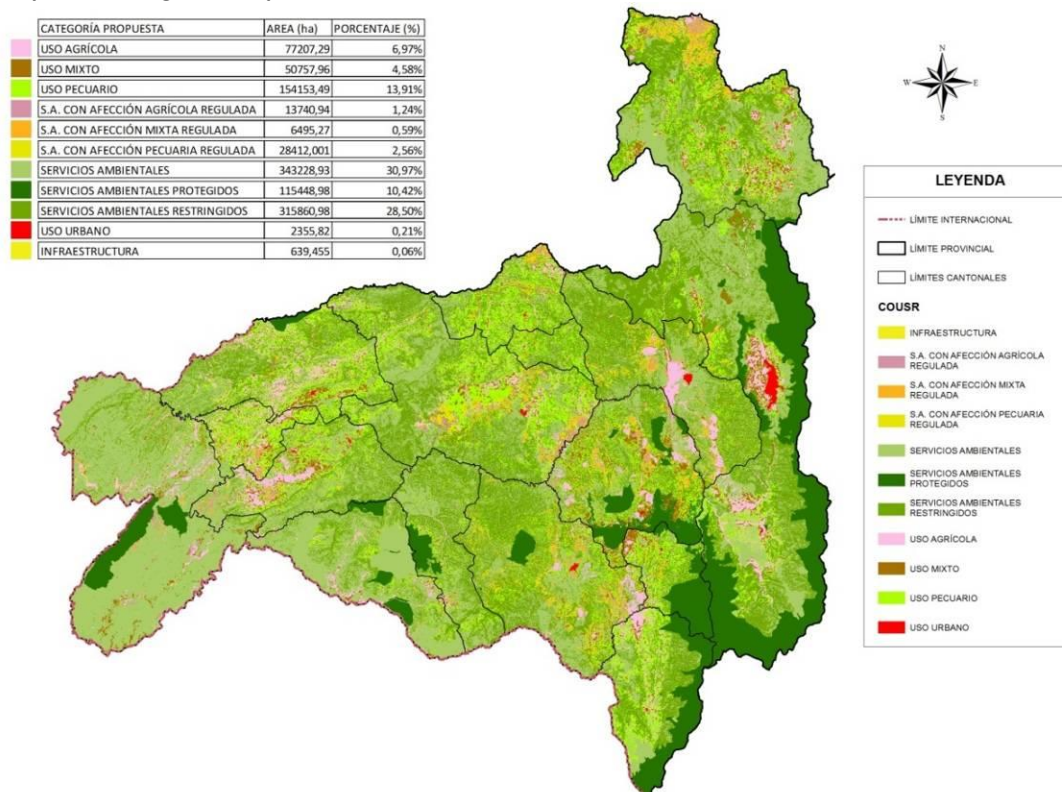 CATEGORÍA PROPUESTA AREA (ha) PORCENTAJE (%)
USO AGRÍCOLA 77207,29 6,97%
USO MIXTO 50757,96 4,58%
USO PECUARIO 154153,49 13,91%
S.A. CON AFECCIÓN AGRÍCOLA REGULADA 13740,94 1,24%
S.A. CON AFECCIÓN MIXTA REGULADA 6495,27 0,59%
S.A. CON AFECCIÓN PECUARIA REGULADA 28412,001 2,56%
SERVICIOS AMBIENTALES 343228,93 30,97%
SERVICIOS AMBIENTALES PROTEGIDOS 115448,98 10,42%
SERVICIOS AMBIENTALES RESTRINGIDOS 315860,98 28,50%
USO URBANO 2355,82 0,21%
INFRAESTRUCTURA 639,455 0,06%
N
W E
S
LEYENDA
LÍMITE INTERNACIONAL
LÍMITE PROVINCIAL
LÍMITES CANTONALES
COUSR
INFRAESTRUCTURA
S.A. CON AFECCIÓN AGRÍCOLA
REGULADA
S.A. CON AFECCIÓN MIXTA
REGULADA
S.A. CON AFECCIÓN PECUARIA
REGULADA
SERVICIOS AMBIENTALES
SERVICIOS AMBIENTALES
PROTEGIDOS
SERVICIOS AMBIENTALES
RESTRINGIDOS
USO AGRÍCOLA
USO MIXTO
USO PECUARIO
USO URBANO